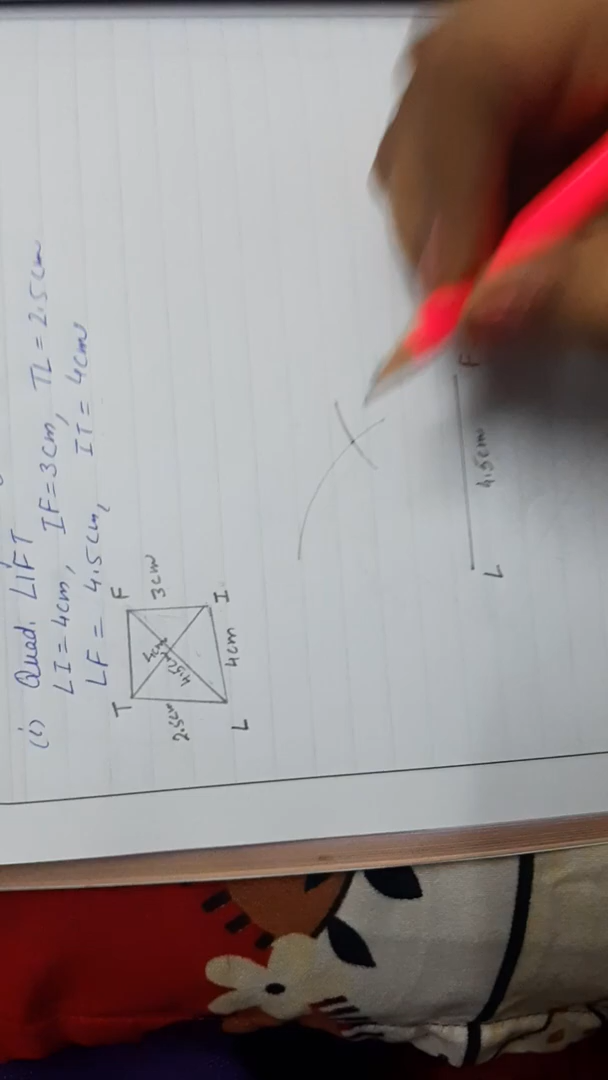 (i) Quad. LIFT
LI = 4cm, IF = 3cm, TL = 2.5cm
LF = 4.5cm, IT = 4cm
T
F
2.5cm
4cm
4.5cm
3cm
L
4cm
I
L
4.5cm
F